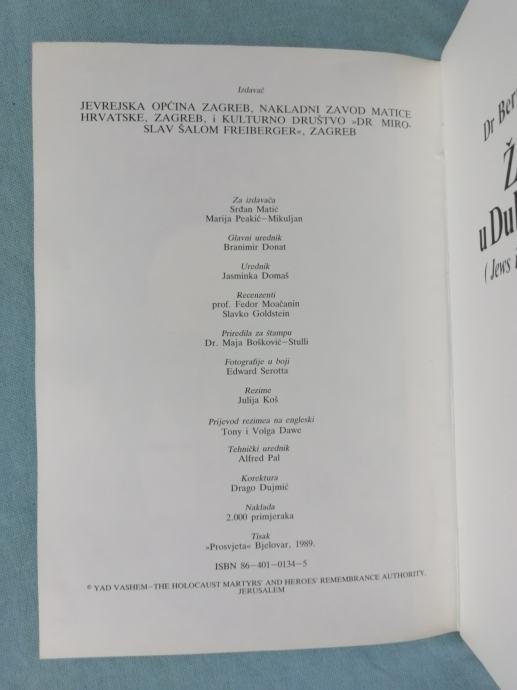 Izdavač
JEVREJSKA OPĆINA ZAGREB, NAKLADNI ZAVOD MATICE
HRVATSKE, ZAGREB, i KULTURNO DRUŠTVO »DR MIRO-
SLAV ŠALOM FREIBERGER«, ZAGREB
Za izdavača
Srđan Matić
Marija Peakić—Mikuljan
Glavni urednik
Branimir Donat
Urednik
Jasminka Domaš
Recenzenti
prof. Fedor Moačanin
Slavko Goldstein
Priredila za štampu
Dr. Maja Bošković—Stulli
Fotografije u boji
Edward Serotta
Rezime
Julija Koš
Prijevod rezimea na engleski
Tony i Volga Dawe
Tehnički urednik
Alfred Pal
Korektura
Drago Dujmić
Naklada
2.000 primjeraka
Tisak
»Prosvjeta« Bjelovar, 1989.
ISBN 86—401—0134—5
© YAD VASHEM—THE HOLOCAUST MARTYRS' AND HEROES' REMEMBRANCE AUTHORITY.
JERUSALEM
Dr Ber
Ž
u Du
(Jews